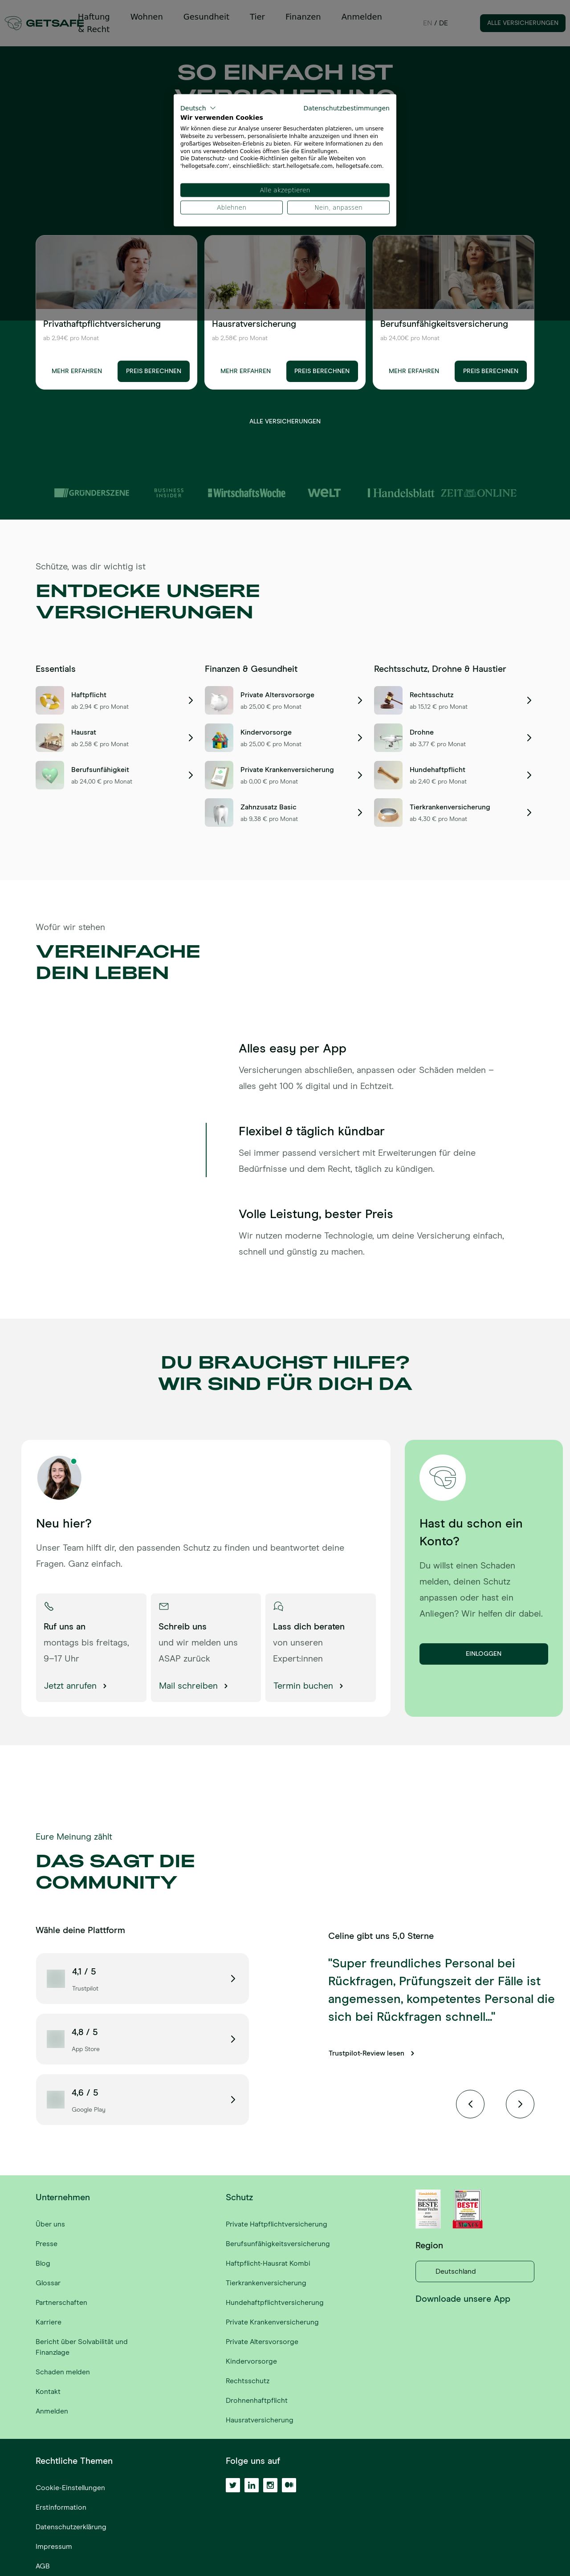 GETSAFE
Haftung
& Recht
Wohnen
Gesundheit
Tier
Finanzen
Anmelden
EN / DE
ALLE VERSICHERUNGEN
SO EINFACH IST
Deutsch
Datenschutzbestimmungen
Wir verwenden Cookies
Wir können diese zur Analyse unserer Besucherdaten platzieren, um unsere
Webseite zu verbessern, personalisierte Inhalte anzuzeigen und Ihnen ein
großartiges Webseiten-Erlebnis zu bieten. Für weitere Informationen zu den
von uns verwendeten Cookies öffnen Sie die Einstellungen.
Die Datenschutz- und Cookie-Richtlinien gelten für alle Webseiten von
'hellogetsafe.com', einschließlich: start.hellogetsafe.com, hellogetsafe.com.
Alle akzeptieren
Ablehnen
Nein, anpassen
Privathaftpflichtversicherung
ab 2,94€ pro Monat
MEHR ERFAHREN
PREIS BERECHNEN
Hausratversicherung
ab 2,58€ pro Monat
MEHR ERFAHREN
PREIS BERECHNEN
Berufsunfähigkeitsversicherung
ab 24,00€ pro Monat
MEHR ERFAHREN
PREIS BERECHNEN
ALLE VERSICHERUNGEN
GRÜNDERSZENE
BUSINESS
INSIDER
WirtschaftsWoche
WELT
Handelsblatt
ZEIT ONLINE
Schütze, was dir wichtig ist
ENTDECKE UNSERE
VERSICHERUNGEN
Essentials
Haftpflicht
ab 2,94 € pro Monat
Hausrat
ab 2,58 € pro Monat
Berufsunfähigkeit
ab 24,00 € pro Monat
Finanzen & Gesundheit
Private Altersvorsorge
ab 25,00 € pro Monat
Kindervorsorge
ab 25,00 € pro Monat
Private Krankenversicherung
ab 0,00 € pro Monat
Zahnzusatz Basic
ab 9,38 € pro Monat
Rechtsschutz, Drohne & Haustier
Rechtsschutz
ab 15,12 € pro Monat
Drohne
ab 3,77 € pro Monat
Hundehaftpflicht
ab 2,40 € pro Monat
Tierkrankenversicherung
ab 4,30 € pro Monat
Wofür wir stehen
VEREINFACHE
DEIN LEBEN
Alles easy per App
Versicherungen abschließen, anpassen oder Schäden melden –
alles geht 100 % digital und in Echtzeit.
Flexibel & täglich kündbar
Sei immer passend versichert mit Erweiterungen für deine
Bedürfnisse und dem Recht, täglich zu kündigen.
Volle Leistung, bester Preis
Wir nutzen moderne Technologie, um deine Versicherung einfach,
schnell und günstig zu machen.
DU BRAUCHST HILFE?
WIR SIND FÜR DICH DA
Neu hier?
Unser Team hilft dir, den passenden Schutz zu finden und beantwortet deine
Fragen. Ganz einfach.
Ruf uns an
montags bis freitags,
9–17 Uhr
Jetzt anrufen
Schreib uns
und wir melden uns
ASAP zurück
Mail schreiben
Lass dich beraten
von unseren
Expert:innen
Termin buchen
Hast du schon ein
Konto?
Du willst einen Schaden
melden, deinen Schutz
anpassen oder hast ein
Anliegen? Wir helfen dir dabei.
EINLOGGEN
Eure Meinung zählt
DAS SAGT DIE
COMMUNITY
Wähle deine Plattform
4,1 / 5
Trustpilot
4,8 / 5
App Store
4,6 / 5
Google Play
Celine gibt uns 5,0 Sterne
"Super freundliches Personal bei
Rückfragen, Prüfungszeit der Fälle ist
angemessen, kompetentes Personal die
sich bei Rückfragen schnell..."
Trustpilot-Review lesen
Unternehmen
Über uns
Presse
Blog
Glossar
Partnerschaften
Karriere
Bericht über Solvabilität und
Finanzlage
Schaden melden
Kontakt
Anmelden
Schutz
Private Haftpflichtversicherung
Berufsunfähigkeitsversicherung
Haftpflicht-Hausrat Kombi
Tierkrankenversicherung
Hundehaftpflichtversicherung
Private Krankenversicherung
Private Altersvorsorge
Kindervorsorge
Rechtsschutz
Drohnenhaftpflicht
Hausratversicherung
BESTE
BESTE
Region
Deutschland
Downloade unsere App
Rechtliche Themen
Cookie-Einstellungen
Erstinformation
Datenschutzerklärung
Impressum
AGB
Folge uns auf